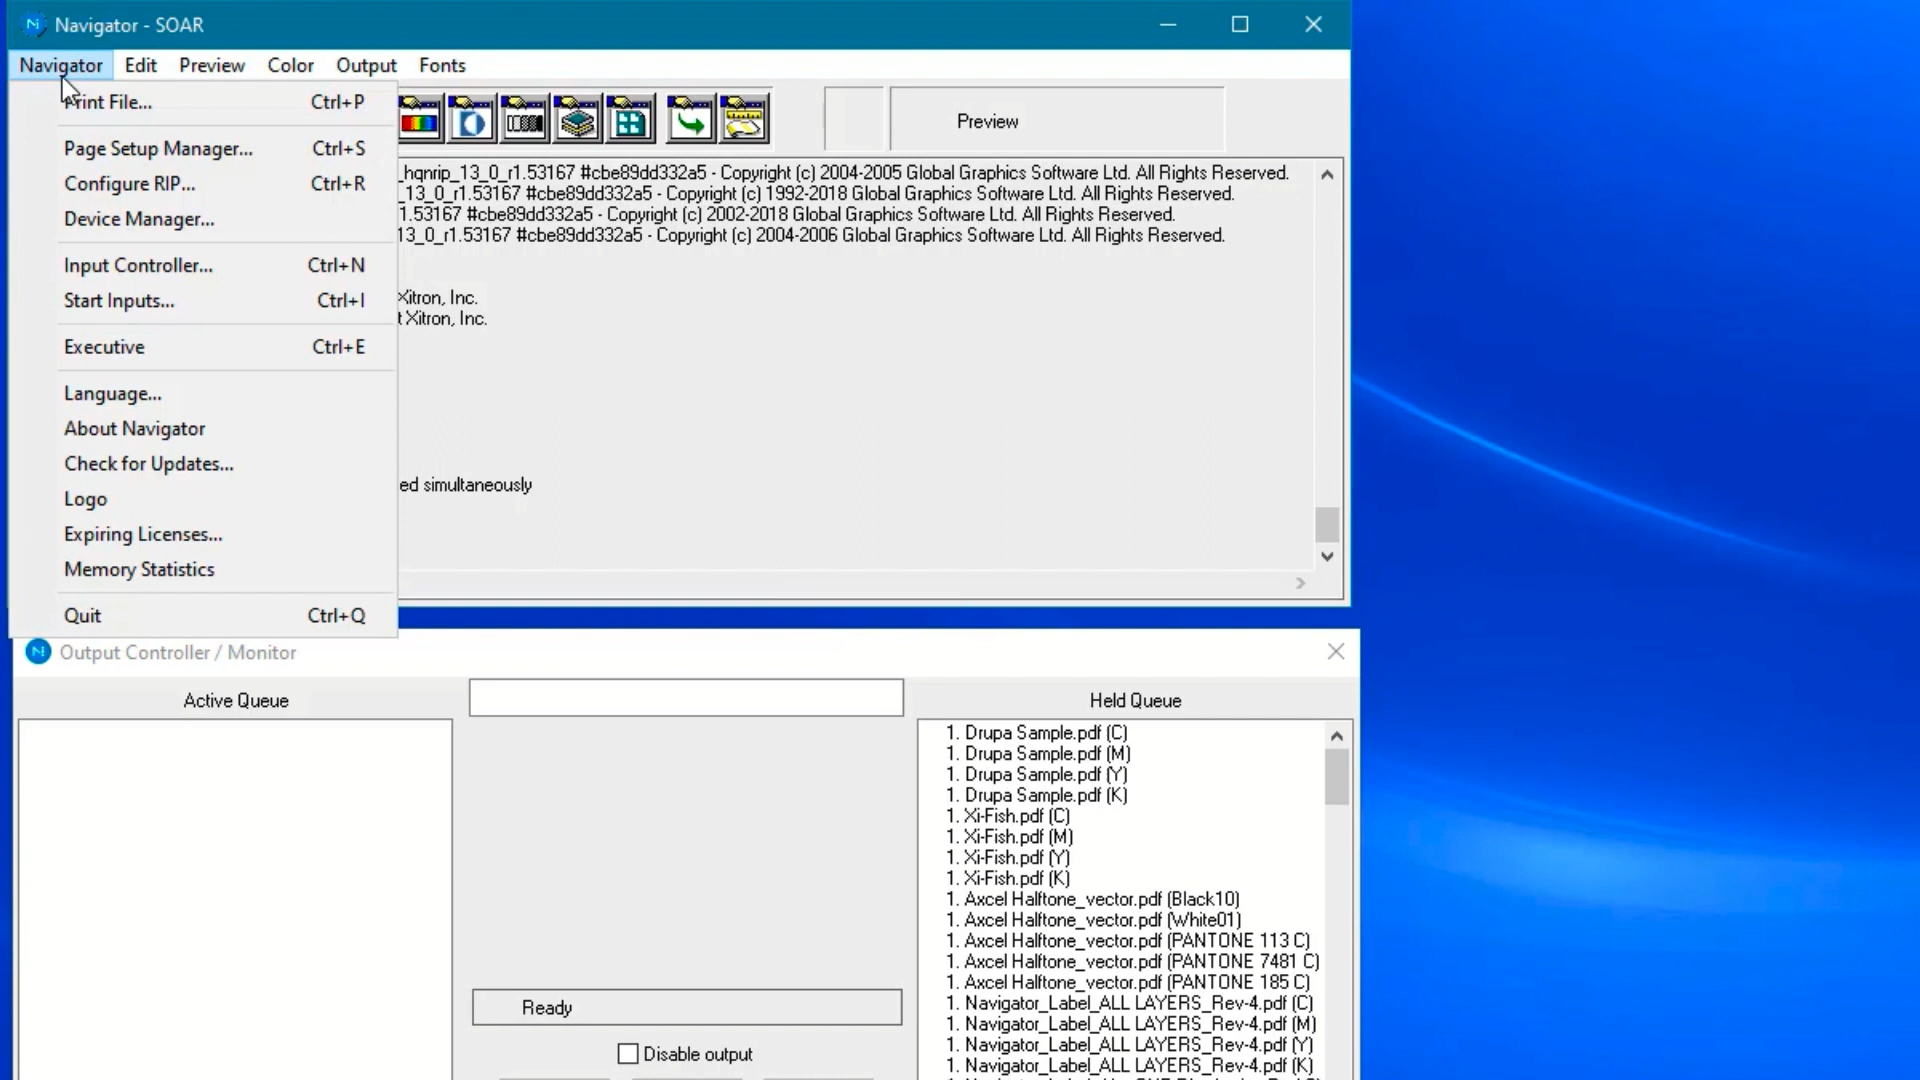 Navigator - SOAR
Navigator Edit Preview Color Output Fonts
Print File... Ctrl+P
Page Setup Manager... Ctrl+S
Configure RIP... Ctrl+R
Device Manager...
Input Controller... Ctrl+N
Start Inputs... Ctrl+I
Executive Ctrl+E
Language...
About Navigator
Check for Updates...
Logo
Expiring Licenses...
Memory Statistics
Quit Ctrl+Q
Preview
_hqnrip_13_0_r1.53167 #cbe89dd332a5 - Copyright (c) 2004-2005 Global Graphics Software Ltd. All Rights Reserved.
_13_0_r1.53167 #cbe89dd332a5 - Copyright (c) 1992-2018 Global Graphics Software Ltd. All Rights Reserved.
1.53167 #cbe89dd332a5 - Copyright (c) 2002-2018 Global Graphics Software Ltd. All Rights Reserved.
13_0_r1.53167 #cbe89dd332a5 - Copyright (c) 2004-2006 Global Graphics Software Ltd. All Rights Reserved.
Xitron, Inc.
t Xitron, Inc.
ed simultaneously
Output Controller / Monitor
Active Queue
Ready
Disable output
Held Queue
1. Drupa Sample.pdf (C)
1. Drupa Sample.pdf (M)
1. Drupa Sample.pdf (Y)
1. Drupa Sample.pdf (K)
1. Xi-Fish.pdf (C)
1. Xi-Fish.pdf (M)
1. Xi-Fish.pdf (Y)
1. Xi-Fish.pdf (K)
1. Axcel Halftone_vector.pdf (Black10)
1. Axcel Halftone_vector.pdf (White01)
1. Axcel Halftone_vector.pdf (PANTONE 113 C)
1. Axcel Halftone_vector.pdf (PANTONE 7481 C)
1. Axcel Halftone_vector.pdf (PANTONE 185 C)
1. Navigator_Label_ALL LAYERS_Rev-4.pdf (C)
1. Navigator_Label_ALL LAYERS_Rev-4.pdf (M)
1. Navigator_Label_ALL LAYERS_Rev-4.pdf (Y)
1. Navigator_Label_ALL LAYERS_Rev-4.pdf (K)